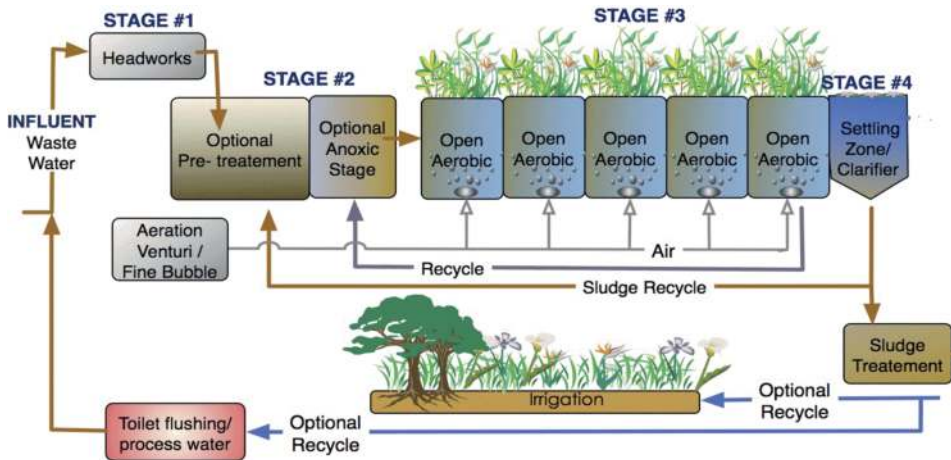 STAGE #1
Headworks
STAGE #2
STAGE #3
STAGE #4
INFLUENT
Waste
Water
Optional
Pre- treatement
Optional
Anoxic
Stage
Open
Aerobic
Open
Aerobic
Open
Aerobic
Open
Aerobic
Open
Aerobic
Settling
Zone/
Clarifier
Aeration
Venturi /
Fine Bubble
Air
Recycle
Sludge Recycle
Sludge
Treatement
Irrigation
Optional
Recycle
Toilet flushing/
process water
Optional
Recycle